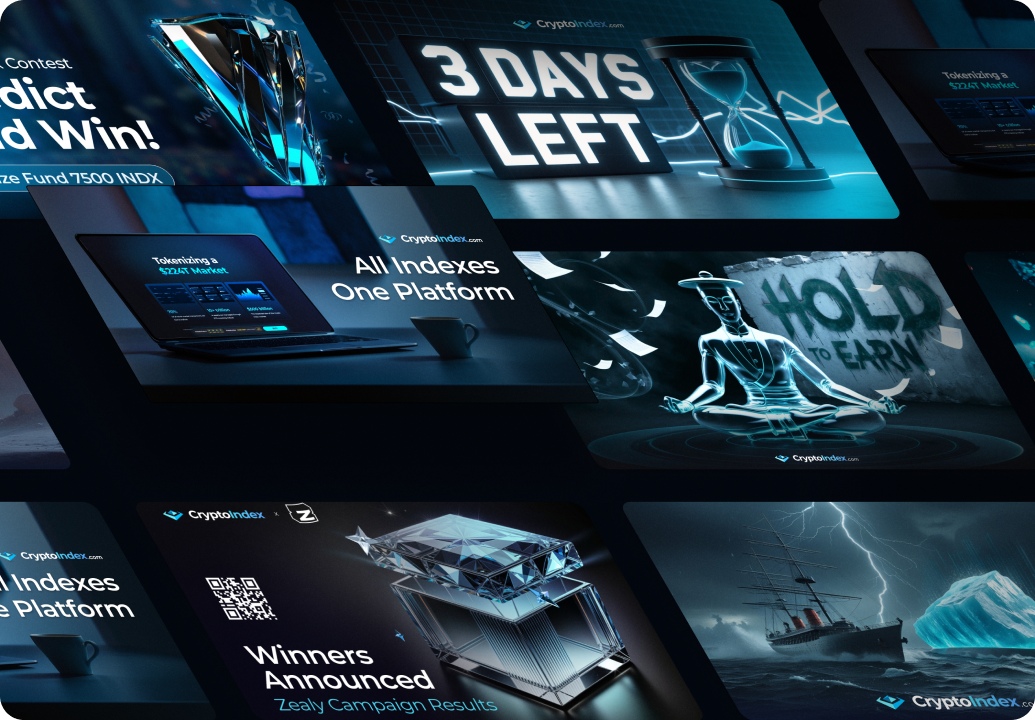 Contest
dict
d Win!
ze Fund 7500 INDX
CryptoIndex.com
3 DAYS
LEFT
Tokenizing a
$224T Market
CryptoIndex.com
All Indexes
One Platform
Tokenizing a
$224T Market
HOLD
TO EARN
CryptoIndex.com
CryptoIndex.com
l Indexes
e Platform
CryptoIndex x Z
Winners
Announced
Zealy Campaign Results
CryptoIndex.c